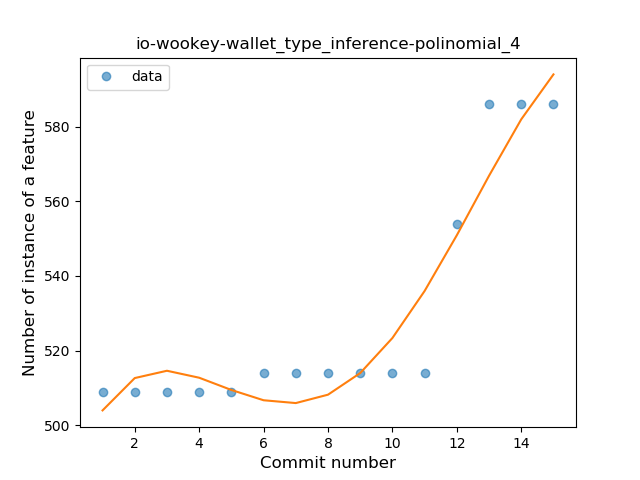 io-wookey-wallet_type_inference-polinomial_4
data
Number of instance of a feature
580
560
540
520
500
2 4 6 8 10 12 14
Commit number